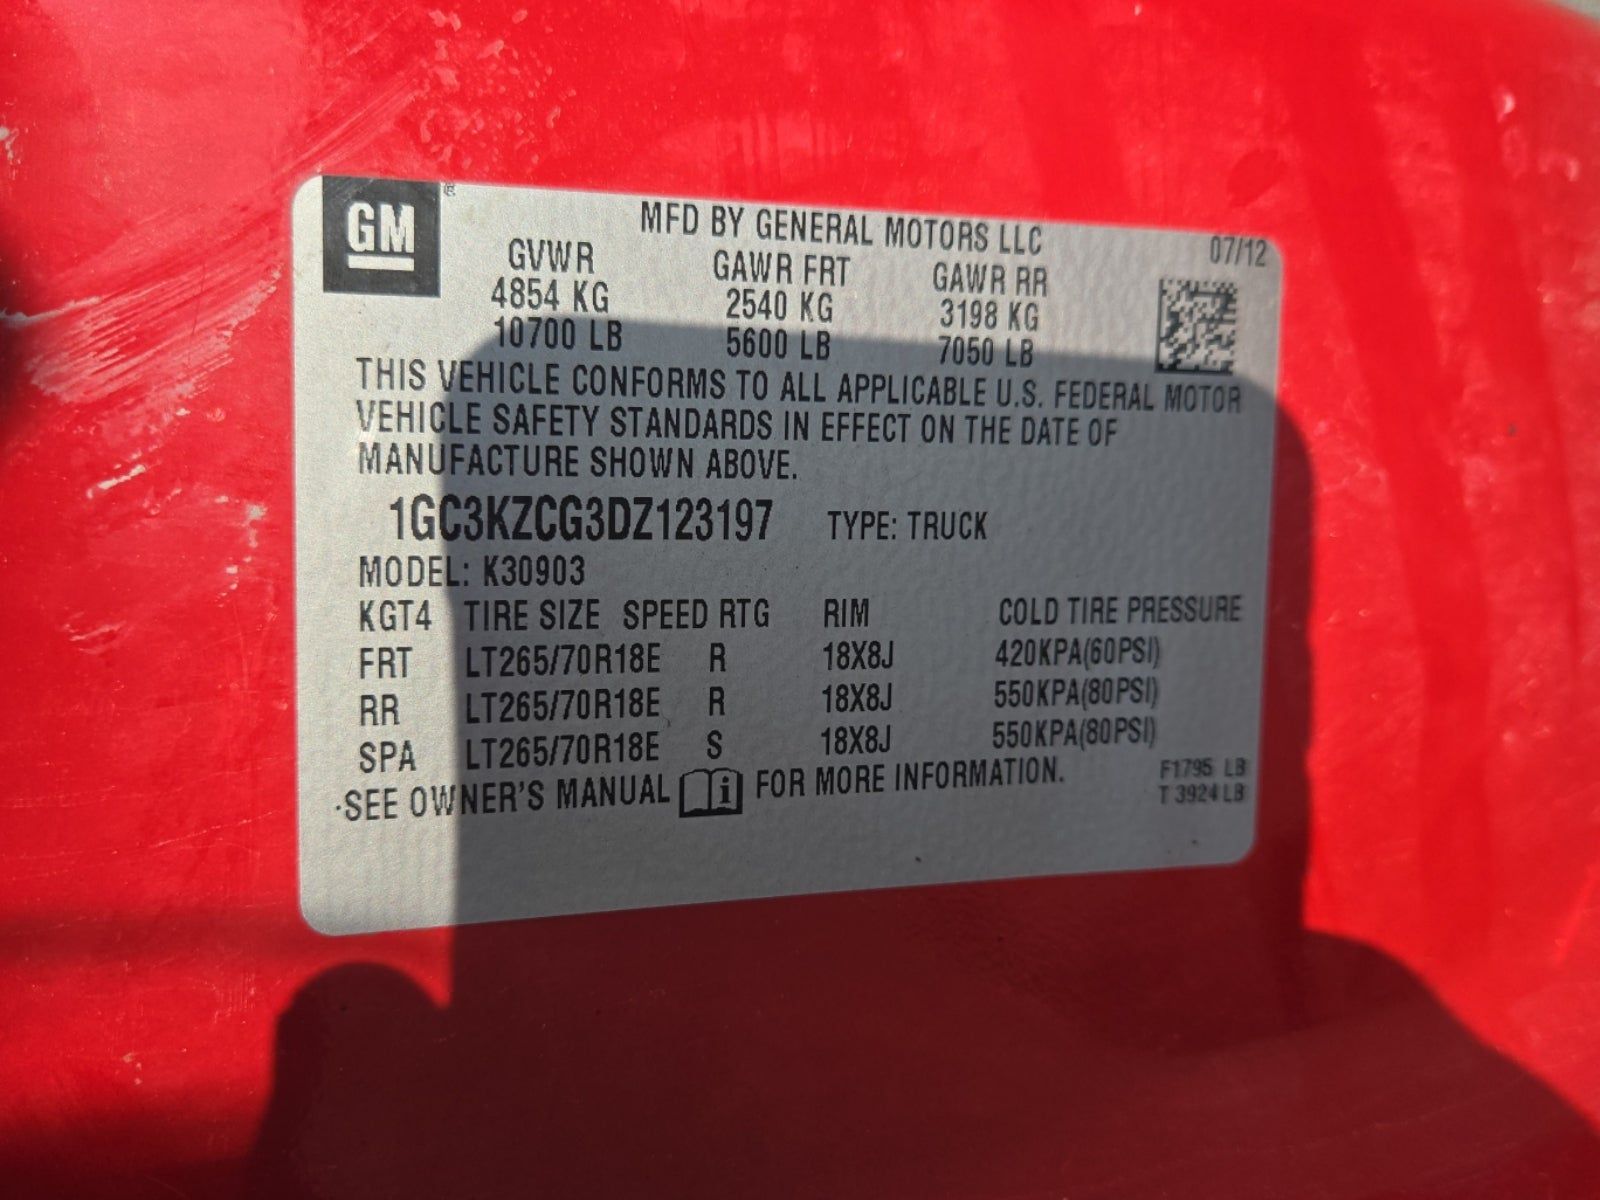 GM
MFD BY GENERAL MOTORS LLC
07/12
GVWR GAWR FRT GAWR RR
4854 KG 2540 KG 3198 KG
10700 LB 5600 LB 7050 LB
THIS VEHICLE CONFORMS TO ALL APPLICABLE U.S. FEDERAL MOTOR
VEHICLE SAFETY STANDARDS IN EFFECT ON THE DATE OF
MANUFACTURE SHOWN ABOVE.
1GC3KZCG3DZ123197 TYPE: TRUCK
MODEL: K30903
KGT4 TIRE SIZE SPEED RTG RIM COLD TIRE PRESSURE
FRT LT265/70R18E R 18X8J 420KPA(60PSI)
RR LT265/70R18E R 18X8J 550KPA(80PSI)
SPA LT265/70R18E S 18X8J 550KPA(80PSI)
·SEE OWNER'S MANUAL i FOR MORE INFORMATION.
F1795 LB
T 3924LB